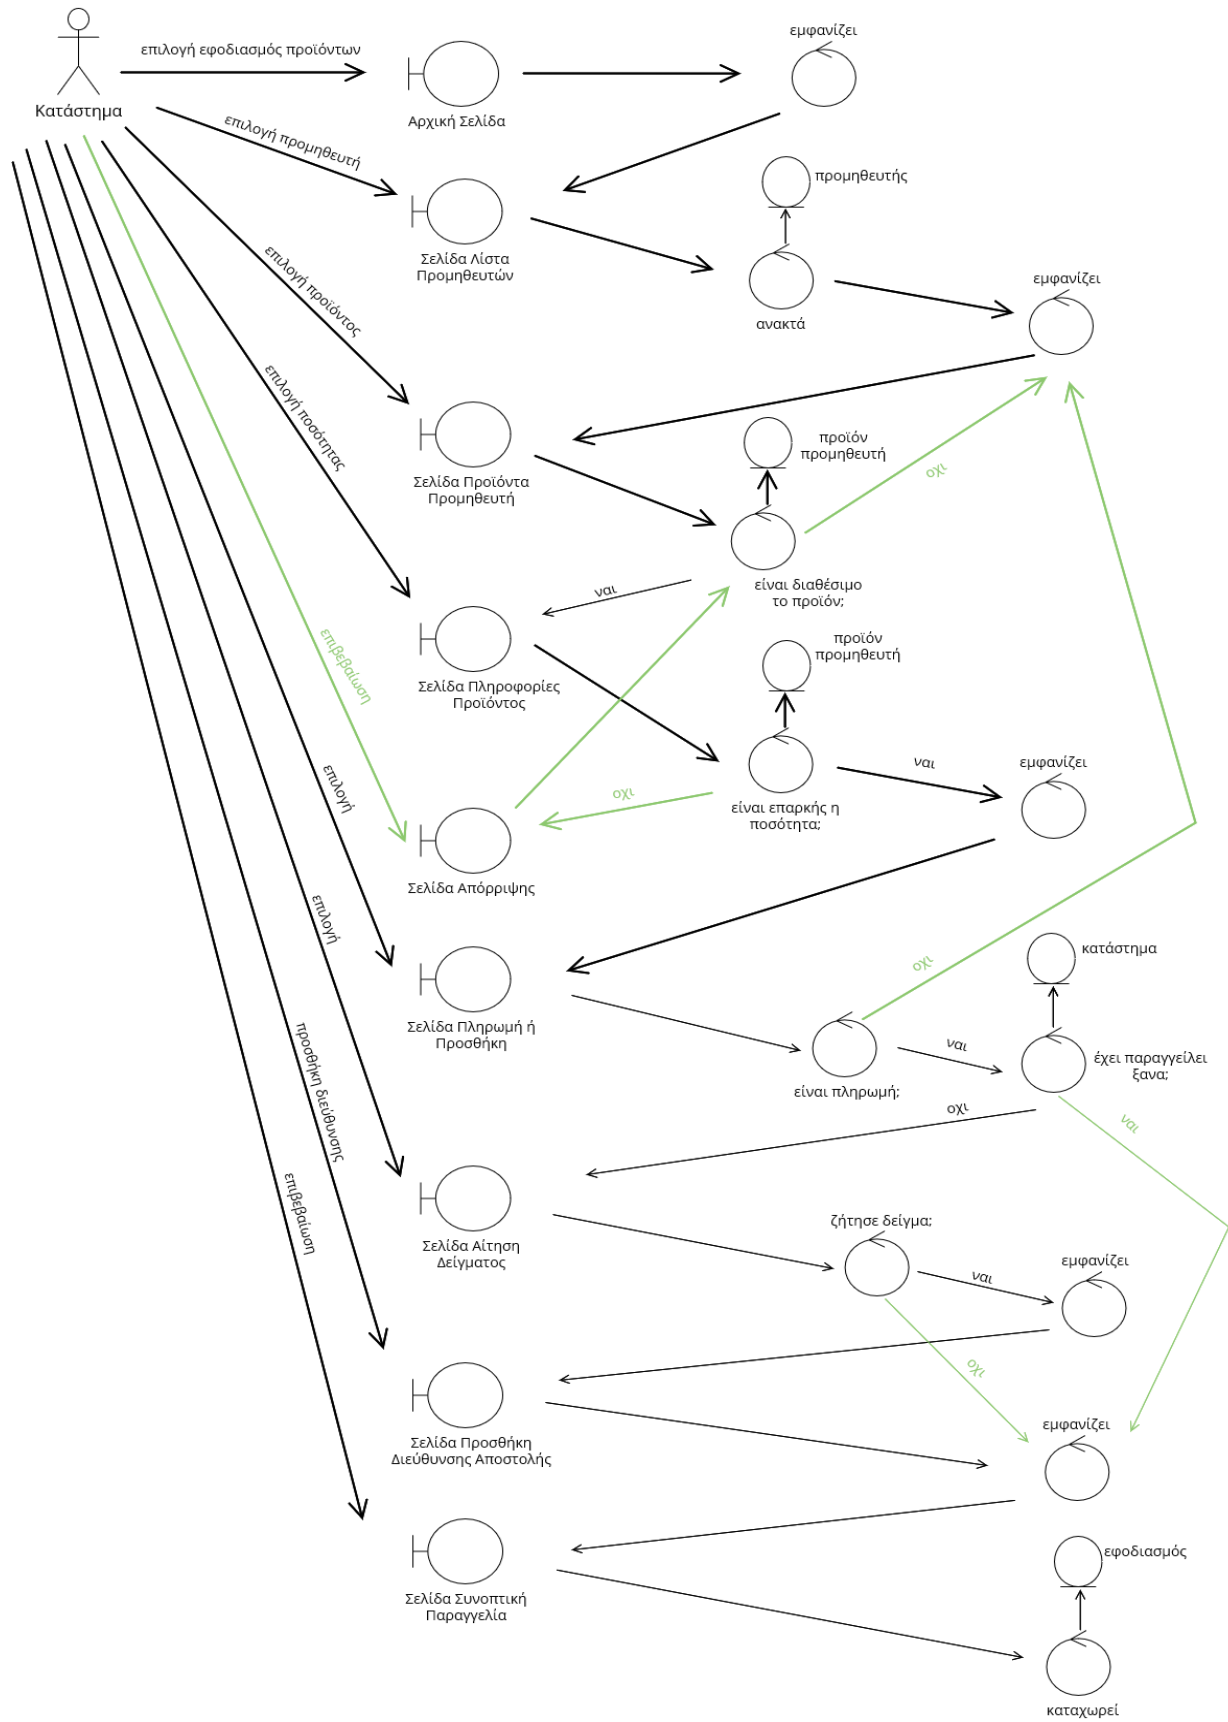 επιλογή εφοδιασμός προϊόντων
εμφανίζει
Κατάστημα
Αρχική Σελίδα
επιλογή προμηθευτή
προμηθευτής
Σελίδα Λίστα
Προμηθευτών
επιλογή προϊόντος
ανακτά
εμφανίζει
επιλογή ποσότητας
προϊόν
προμηθευτή
οχι
Σελίδα Προϊόντα
Προμηθευτή
είναι διαθέσιμο
το προϊόν;
ναι
επιβεβαίωση
προϊόν
προμηθευτή
Σελίδα Πληροφορίες
Προϊόντος
ναι
εμφανίζει
επιλογή
οχι
είναι επαρκής η
ποσότητα;
Σελίδα Απόρριψης
επιλογή
οχι
κατάστημα
Σελίδα Πληρωμή ή
Προσθήκη
ναι
έχει παραγγείλει
ξανα;
είναι πληρωμή;
προσθήκη διεύθυνσης
οχι
ναι
επιβεβαίωση
ζήτησε δείγμα;
Σελίδα Αίτηση
Δείγματος
ναι
εμφανίζει
οχι
εμφανίζει
Σελίδα Προσθήκη
Διεύθυνσης Αποστολής
εφοδιασμός
Σελίδα Συνοπτική
Παραγγελία
καταχωρεί